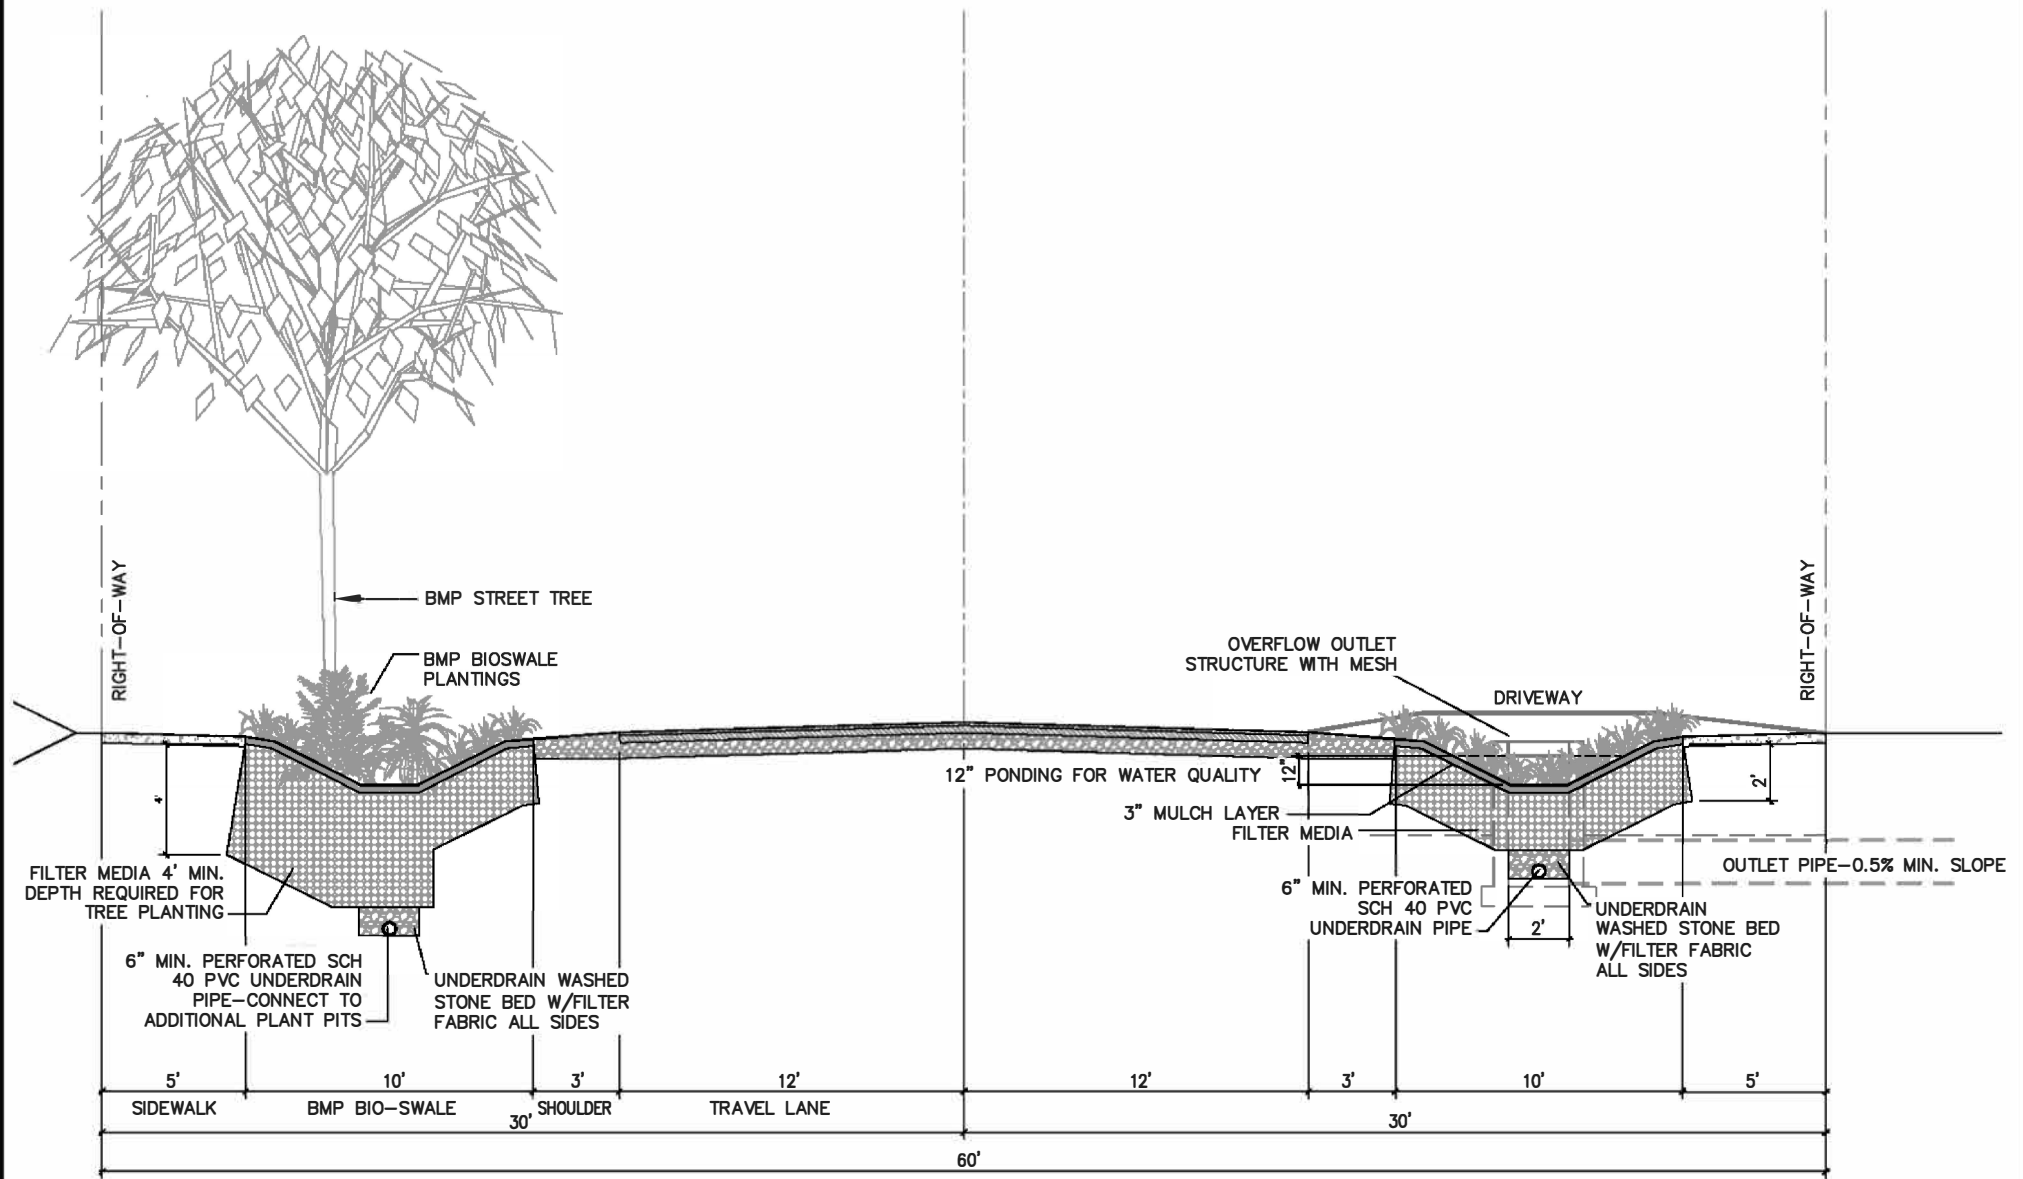 RIGHT-OF-WAY
BMP STREET TREE
BMP BIOSWALE
PLANTINGS
4'
FILTER MEDIA 4' MIN.
DEPTH REQUIRED FOR
TREE PLANTING
6" MIN. PERFORATED SCH
40 PVC UNDERDRAIN
PIPE-CONNECT TO
ADDITIONAL PLANT PITS
UNDERDRAIN WASHED
STONE BED W/FILTER
FABRIC ALL SIDES
OVERFLOW OUTLET
STRUCTURE WITH MESH
DRIVEWAY
RIGHT-OF-WAY
12" PONDING FOR WATER QUALITY
12"
3" MULCH LAYER
FILTER MEDIA
2'
OUTLET PIPE-0.5% MIN. SLOPE
6" MIN. PERFORATED
SCH 40 PVC
UNDERDRAIN PIPE
2'
UNDERDRAIN
WASHED STONE BED
W/FILTER FABRIC
ALL SIDES
5' 10' 3' 12' 12' 3' 10' 5'
SIDEWALK BMP BIO-SWALE SHOULDER TRAVEL LANE
30' 30'
60'